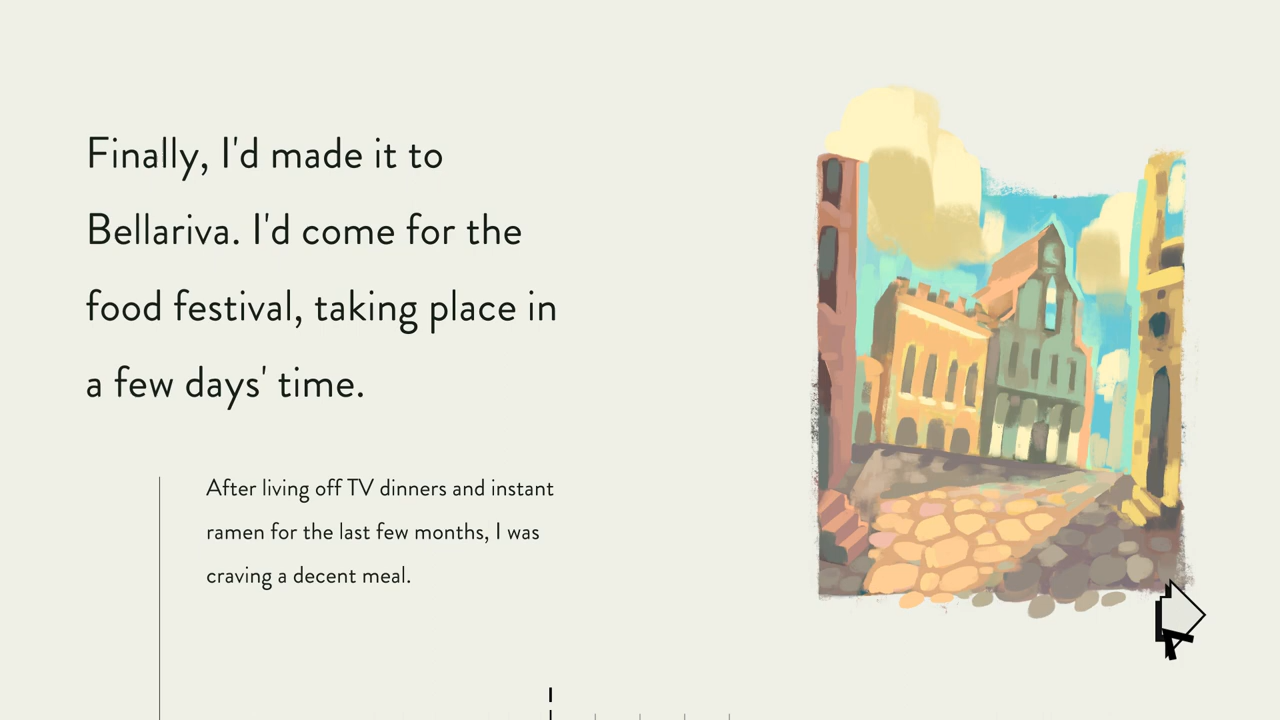 Finally, I'd made it to
Bellariva. I'd come for the
food festival, taking place in
a few days' time.
After living off TV dinners and instant
ramen for the last few months, I was
craving a decent meal.